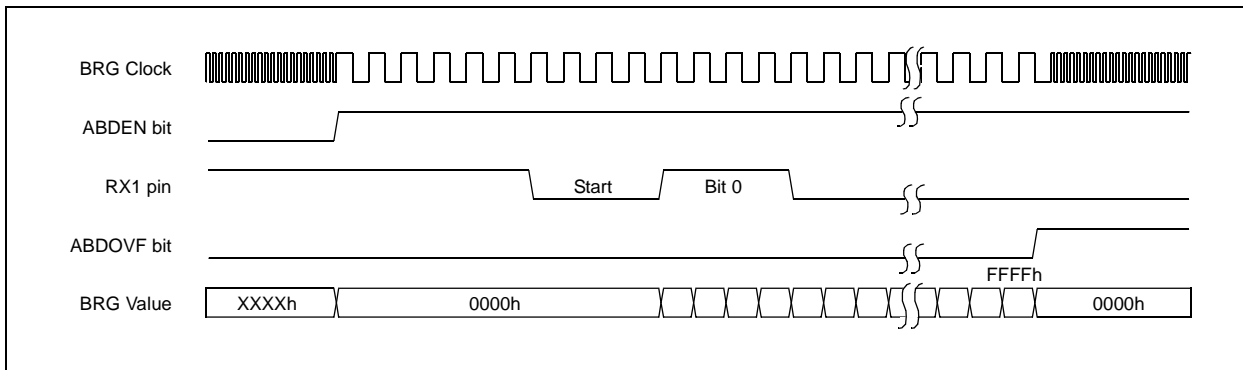 BRG Clock
ABDEN bit
RX1 pin
Start
Bit 0
ABDOVF bit
FFFFh
BRG Value
XXXXh
0000h
0000h